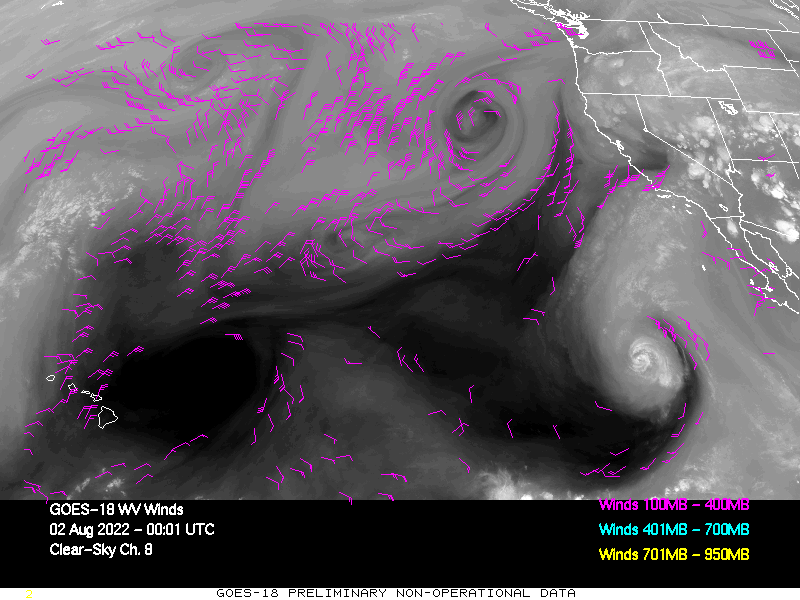 GOES-18 WV Winds
02 Aug 2022 - 00:01 UTC
Clear-Sky Ch. 8
Winds 100MB - 400MB
Winds 401MB - 700MB
Winds 701MB - 950MB
2
GOES-18 PRELIMINARY NON-OPERATIONAL DATA